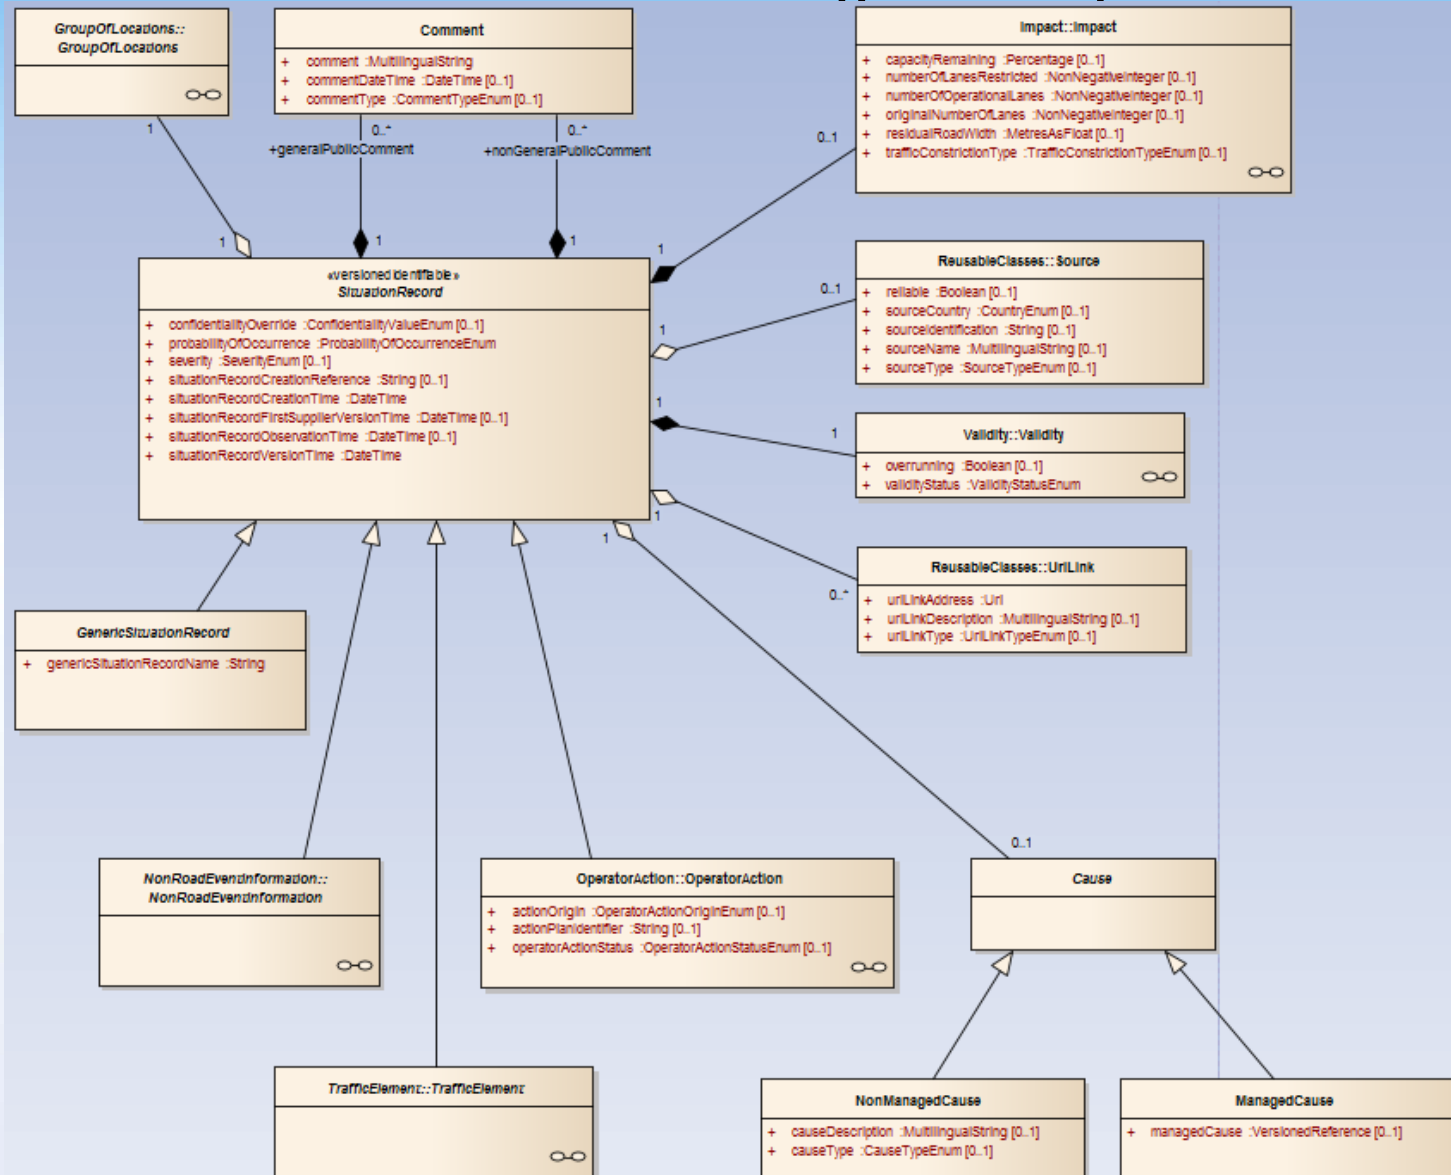 GroupOfLocations::
GroupOfLocations
1
Comment
+ comment :MultilingualString
+ commentDateTime :DateTime [0..1]
+ commentType :CommentTypeEnum [0..1]
0..*
+generalPublicComment
0..*
+nonGeneralPublicComment
Impact::Impact
+ capacityRemaining :Percentage [0..1]
+ numberOfLanesRestricted :NonNegativeInteger [0..1]
+ numberOfOperationalLanes :NonNegativeInteger [0..1]
+ originalNumberOfLanes :NonNegativeInteger [0..1]
+ residualRoadWidth :MetresAsFloat [0..1]
+ trafficConstrictionType :TrafficConstrictionTypeEnum [0..1]
0..1
1
1
1
1
«versionedIdentifiable»
SituationRecord
+ confidentialityOverride :ConfidentialityValueEnum [0..1]
+ probabilityOfOccurrence :ProbabilityOfOccurrenceEnum
+ severity :SeverityEnum [0..1]
+ situationRecordCreationReference :String [0..1]
+ situationRecordCreationTime :DateTime
+ situationRecordFirstSupplierVersionTime :DateTime [0..1]
+ situationRecordObservationTime :DateTime [0..1]
+ situationRecordVersionTime :DateTime
ReusableClasses::Source
+ reliable :Boolean [0..1]
+ sourceCountry :CountryEnum [0..1]
+ sourceIdentification :String [0..1]
+ sourceName :MultilingualString [0..1]
+ sourceType :SourceTypeEnum [0..1]
0..1
1
1
1
Validity::Validity
+ overrunning :Boolean [0..1]
+ validityStatus :ValidityStatusEnum
1
1
0..*
ReusableClasses::UrlLink
+ urlLinkAddress :Url
+ urlLinkDescription :MultilingualString [0..1]
+ urlLinkType :UrlLinkTypeEnum [0..1]
GenericSituationRecord
+ genericSituationRecordName :String
NonRoadEventInformation::
NonRoadEventInformation
OperatorAction::OperatorAction
+ actionOrigin :OperatorActionOriginEnum [0..1]
+ actionPlanIdentifier :String [0..1]
+ operatorActionStatus :OperatorActionStatusEnum [0..1]
0..1
Cause
TrafficElement::TrafficElement
NonManagedCause
+ causeDescription :MultilingualString [0..1]
+ causeType :CauseTypeEnum [0..1]
ManagedCause
+ managedCause :VersionedReference [0..1]